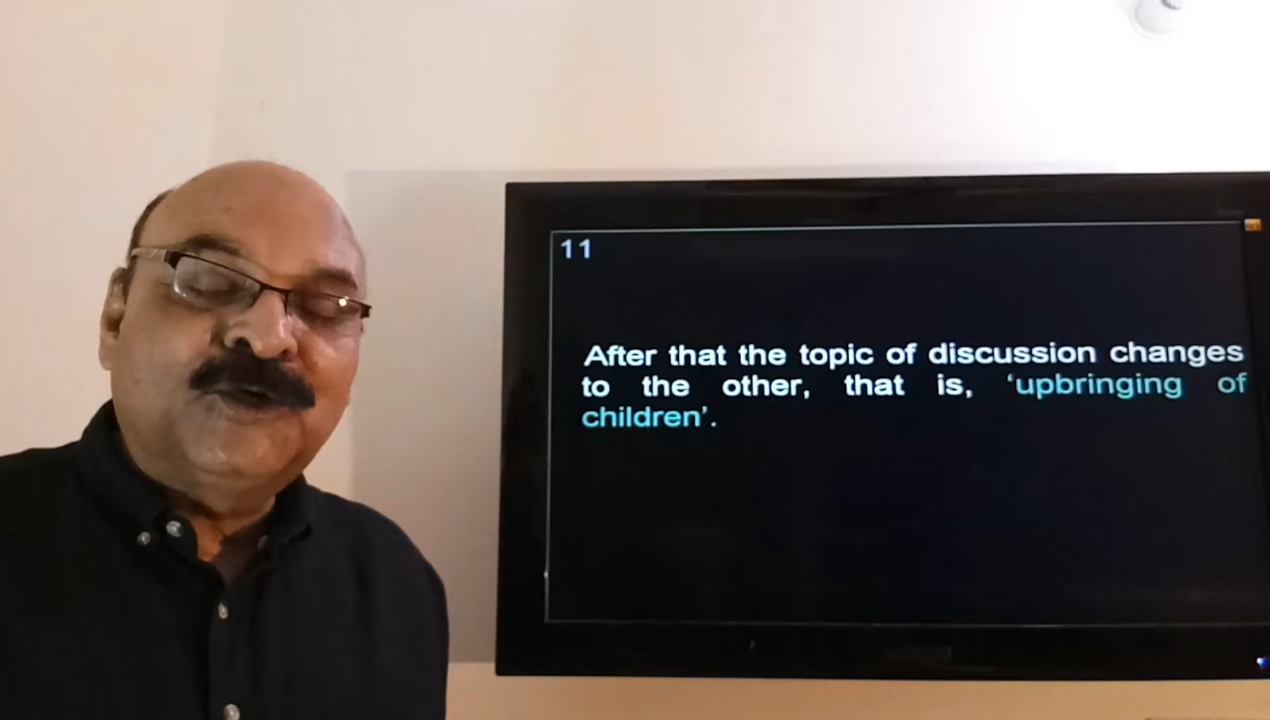 11
After that the topic of discussion changes
to the other, that is, ‘upbringing of
children’.